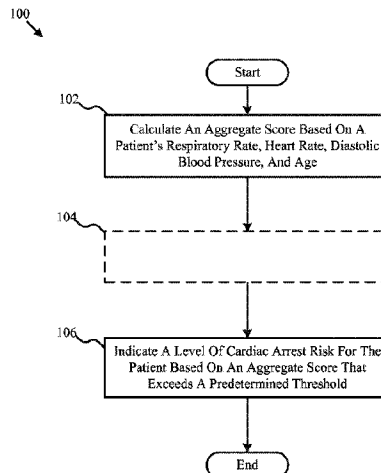 100
Start
102
Calculate An Aggregate Score Based On A
Patient's Respiratory Rate, Heart Rate, Diastolic
Blood Pressure, And Age
104
106
Indicate A Level Of Cardiac Arrest Risk For The
Patient Based On An Aggregate Score That
Exceeds A Predetermined Threshold
End